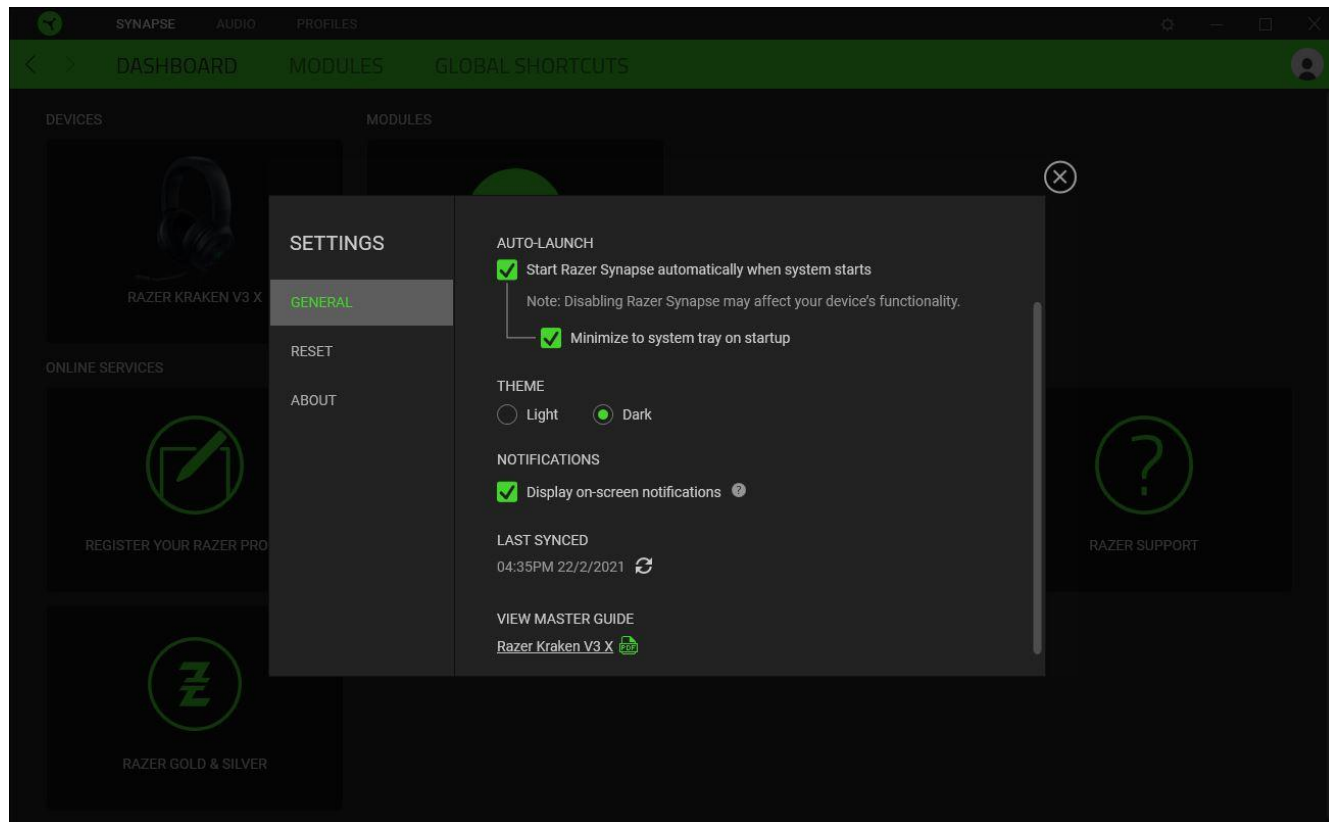 SYNAPSE AUDIO PROFILES
DASHBOARD MODULES GLOBAL SHORTCUTS
DEVICES MODULES
RAZER KRAKEN V3 X
ONLINE SERVICES
REGISTER YOUR RAZER PRO
RAZER GOLD & SILVER
SETTINGS
GENERAL
RESET
ABOUT
AUTO-LAUNCH
Start Razer Synapse automatically when system starts
Note: Disabling Razer Synapse may affect your device's functionality.
Minimize to system tray on startup
THEME
Light Dark
NOTIFICATIONS
Display on-screen notifications ?
LAST SYNCED
04:35PM 22/2/2021
VIEW MASTER GUIDE
Razer Kraken V3 X PDF
?
RAZER SUPPORT